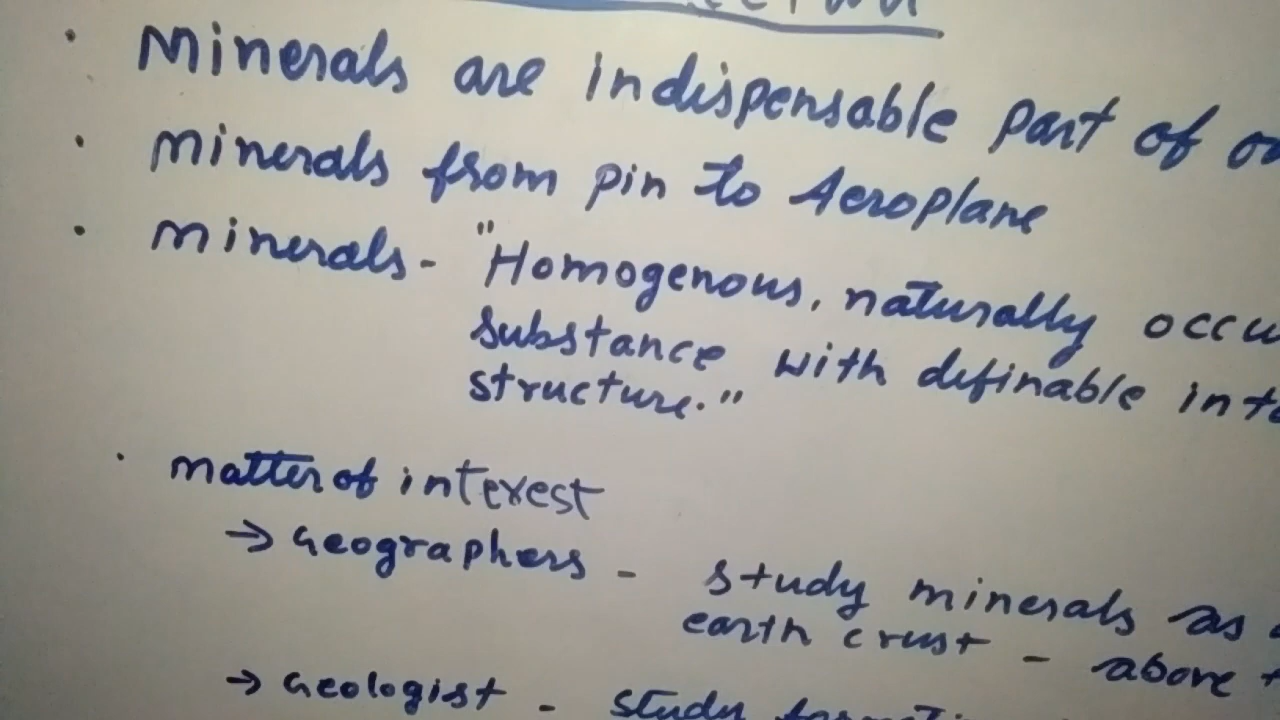 • Minerals are indispensable part of
• minerals from pin to Aeroplane
• minerals - "Homogenous, naturally
substance with definable
structure."
• matter of interest
→ Geographers - study minerals as
earth crust - above
→ Geologist - study